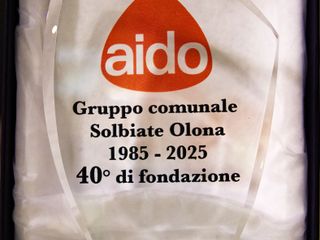 aido
Gruppo comunale
Solbiate Olona
1985 - 2025
40° di fondazione